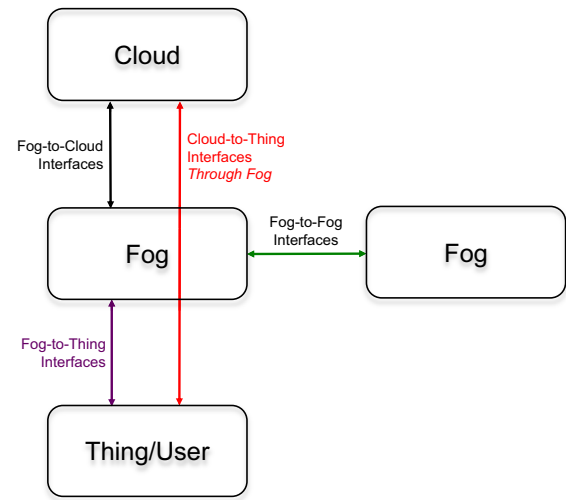 Cloud
Fog-to-Cloud
Interfaces
Cloud-to-Thing
Interfaces
Through Fog
Fog
Fog-to-Fog
Interfaces
Fog
Fog-to-Thing
Interfaces
Thing/User